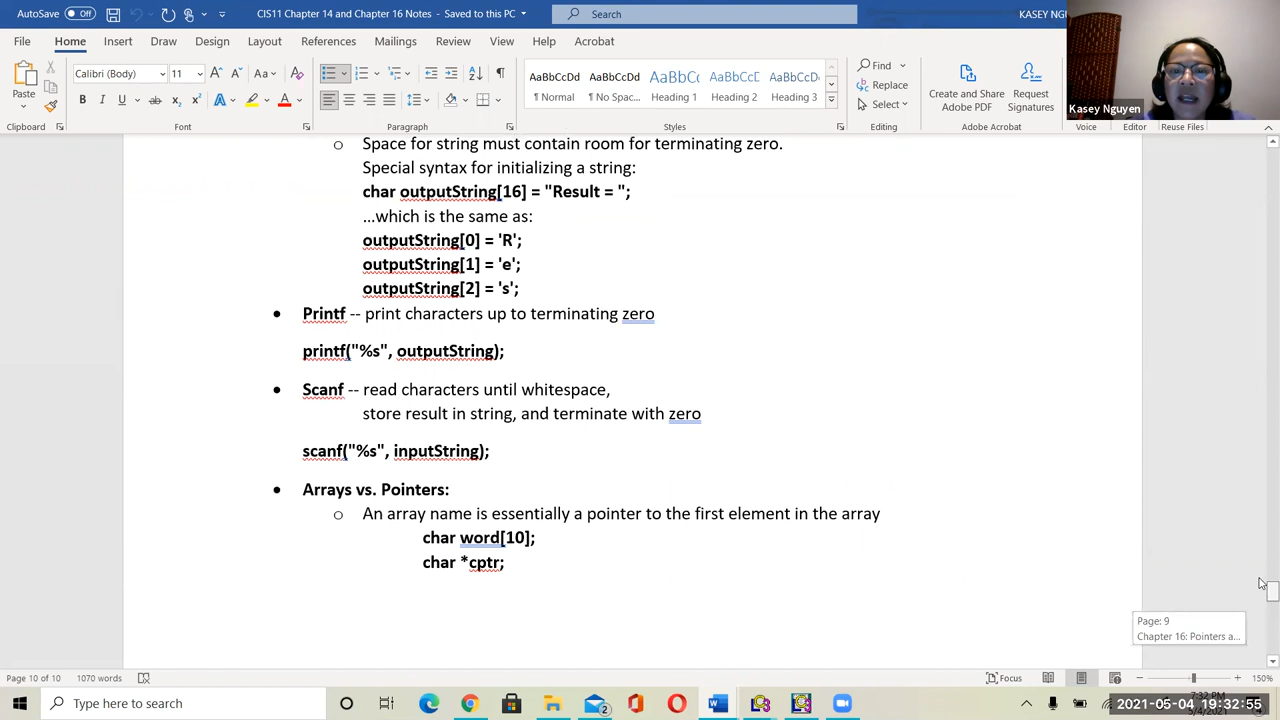 AutoSave Off CIS11 Chapter 14 and Chapter 16 Notes - Saved to this PC Search KASEY NGUYEN
File Home Insert Draw Design Layout References Mailings Review View Help Acrobat
Paste Calibri (Body) 11 AaBbCcDd AaBbCcDd AaBbCc AaBbCcD AaBbCcD Find Replace Select
¶ Normal ¶ No Spac... Heading 1 Heading 2 Heading 3 Create and Share Adobe PDF Request Signatures
Kasey Nguyen
Clipboard Font Paragraph Styles Editing Adobe Acrobat Voice Editor Reuse Files
o Space for string must contain room for terminating zero.
Special syntax for initializing a string:
char outputString[16] = "Result = ";
...which is the same as:
outputString[0] = 'R';
outputString[1] = 'e';
outputString[2] = 's';
• Printf -- print characters up to terminating zero
printf("%s", outputString);
• Scanf -- read characters until whitespace,
store result in string, and terminate with zero
scanf("%s", inputString);
• Arrays vs. Pointers:
o An array name is essentially a pointer to the first element in the array
char word[10];
char *cptr;
Page: 9
Chapter 16: Pointers a...
Page 10 of 10 1070 words Focus 150%
Type here to search
7:32 PM
2021-05-04 19:32:55